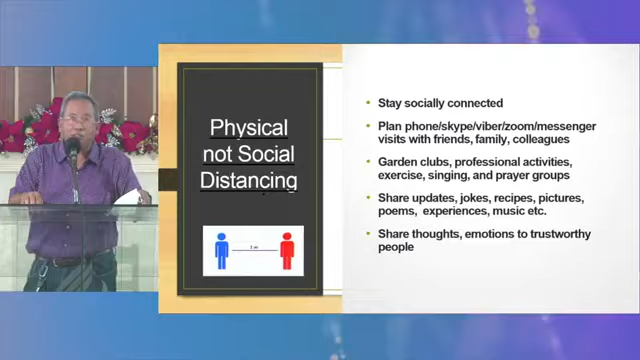 Physical
not Social
Distancing
Stay socially connected
Plan phone/skype/viber/zoom/messenger
visits with friends, family, colleagues
Garden clubs, professional activities,
exercise, singing, and prayer groups
Share updates, jokes, recipes, pictures,
poems, experiences, music etc.
Share thoughts, emotions to trustworthy
people